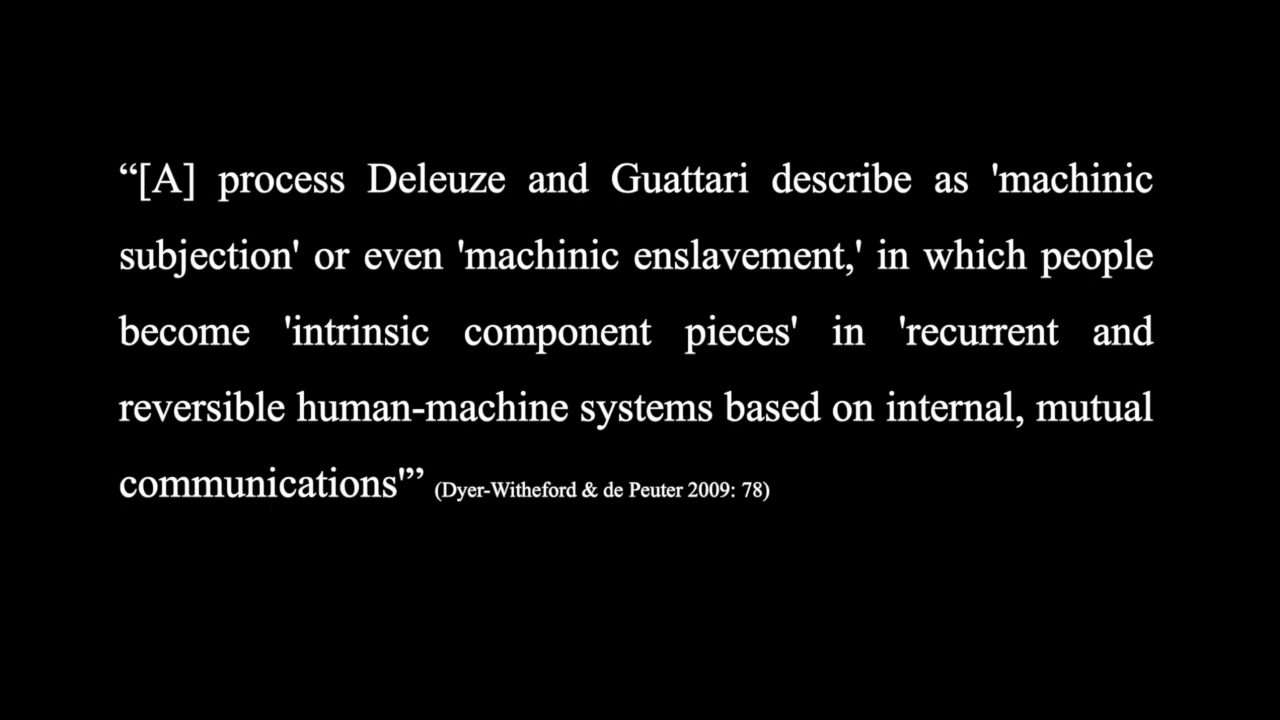 “[A] process Deleuze and Guattari describe as 'machinic
subjection' or even 'machinic enslavement,' in which people
become 'intrinsic component pieces' in 'recurrent and
reversible human-machine systems based on internal, mutual
communications'” (Dyer-Witheford & de Peuter 2009: 78)